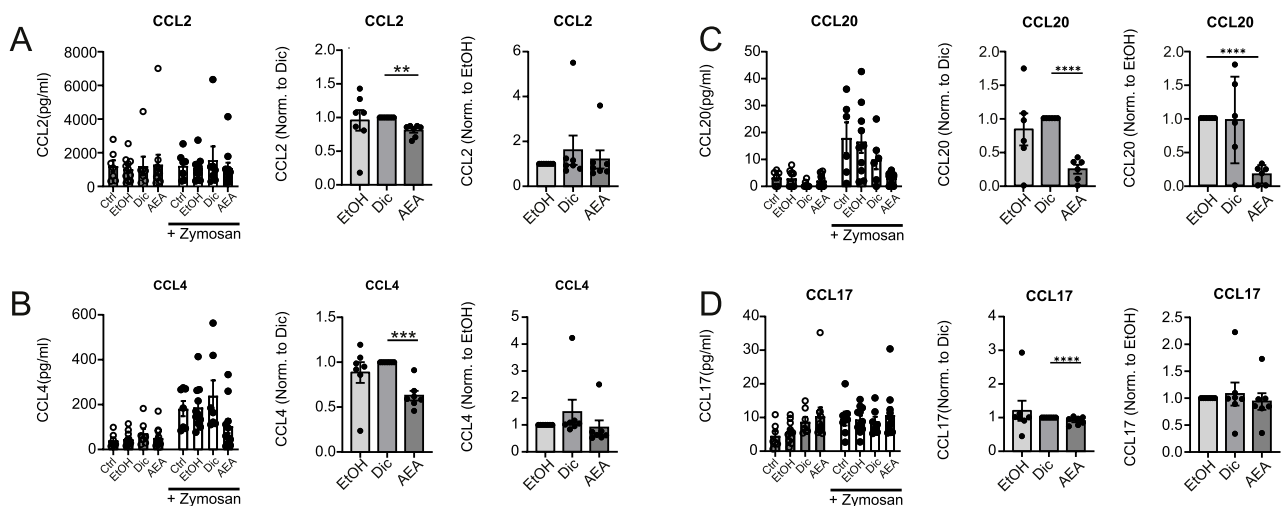 A
CCL2
CCL2(pg/ml)
8000
6000
4000
2000
0
Ctrl
EtOH
Dic
AEA
Ctrl
EtOH
Dic
AEA
+ Zymosan
CCL2
CCL2 (Norm. to Dic)
2.0
1.5
1.0
0.5
0.0
**
EtOH
Dic
AEA
CCL2
CCL2 (Norm. to EtOH)
6
4
2
0
EtOH
Dic
AEA
B
CCL4
CCL4(pg/ml)
600
400
200
0
Ctrl
EtOH
Dic
AEA
Ctrl
EtOH
Dic
AEA
+ Zymosan
CCL4
CCL4 (Norm. to Dic)
1.5
1.0
0.5
0.0
***
EtOH
Dic
AEA
CCL4
CCL4 (Norm. to EtOH)
5
4
3
2
1
0
EtOH
Dic
AEA
C
CCL20
CCL20(pg/ml)
50
40
30
20
10
0
Ctrl
EtOH
Dic
AEA
Ctrl
EtOH
Dic
AEA
+ Zymosan
CCL20
CCL20 (Norm. to Dic)
2.0
1.5
1.0
0.5
0.0
****
EtOH
Dic
AEA
CCL20
CCL20 (Norm. to EtOH)
2.0
1.5
1.0
0.5
0.0
****
EtOH
Dic
AEA
D
CCL17
CCL17(pg/ml)
40
30
20
10
0
Ctrl
EtOH
Dic
AEA
Ctrl
EtOH
Dic
AEA
+ Zymosan
CCL17
CCL17(Norm. to Dic)
4
3
2
1
0
****
EtOH
Dic
AEA
CCL17
CCL17 (Norm. to EtOH)
2.5
2.0
1.5
1.0
0.5
0.0
EtOH
Dic
AEA